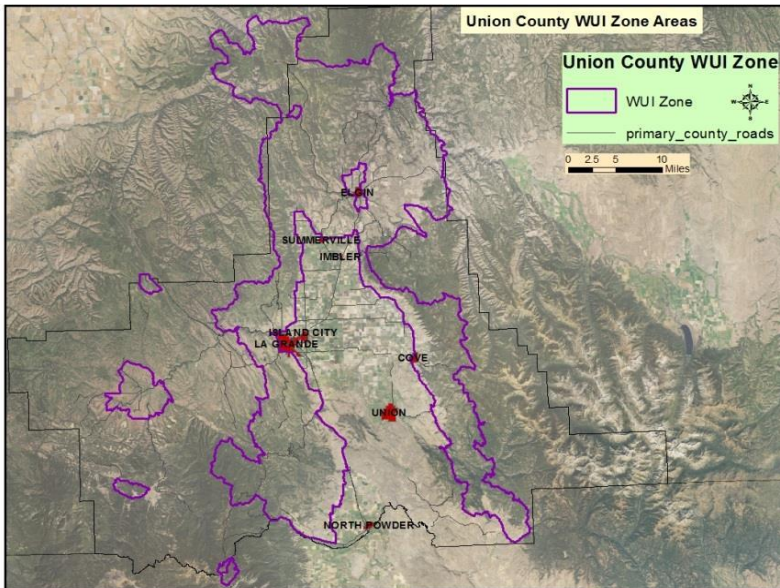 Union County WUI Zone Areas
Union County WUI Zone
WUI Zone
N
W E
S
primary_county_roads
0 2.5 5 10
Miles
ELGIN
SUMMERVILLE
IMBLER
ISLAND CITY
LA GRANDE
COVE
UNION
NORTH POWDER